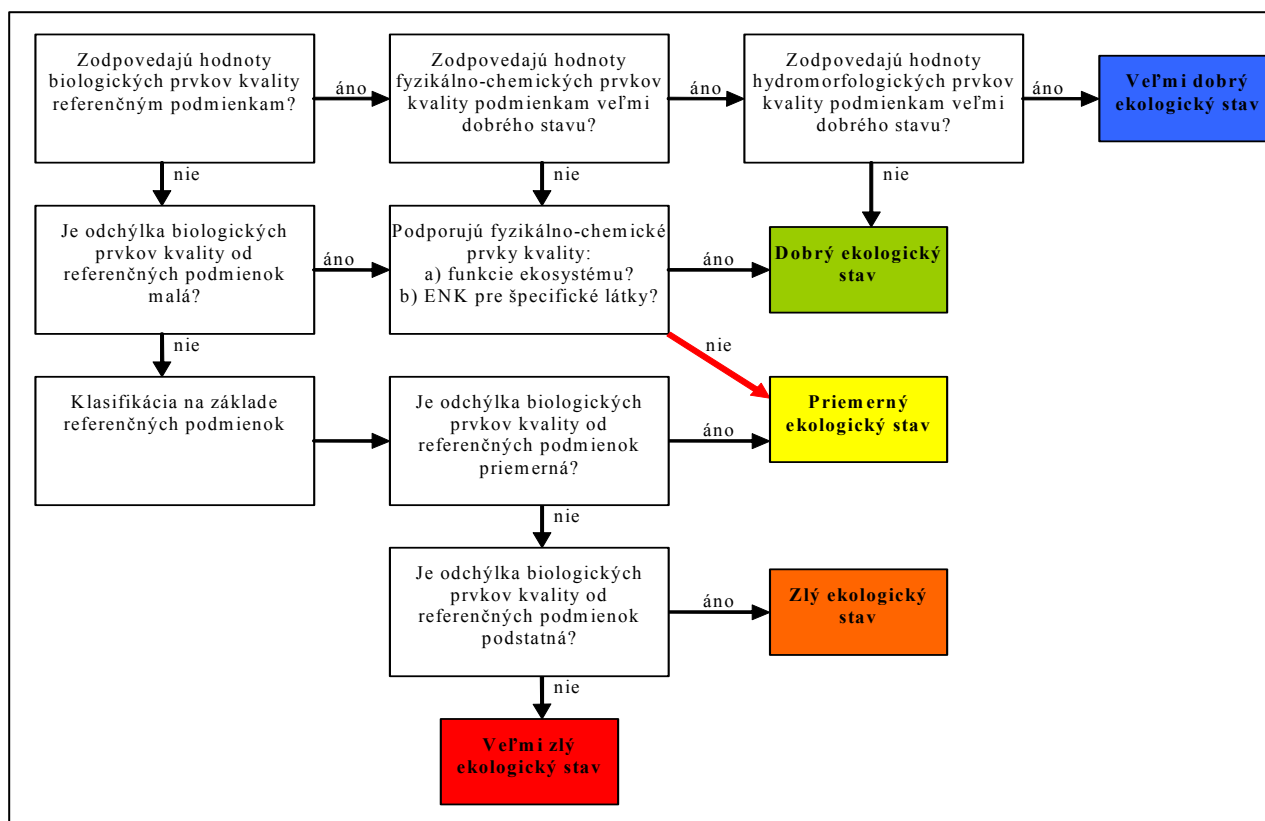 Zodpovedajú hodnoty
biologických prvkov kvality
referenčným podmienkam?
áno
Zodpovedajú hodnoty
fyzikálno-chemických prvkov
kvality podmienkam veľmi
dobrého stavu?
áno
Zodpovedajú hodnoty
hydromorfologických prvkov
kvality podmienkam veľmi
dobrého stavu?
áno
Veľmi dobrý
ekologický stav
nie
nie
nie
Je odchýlka biologických
prvkov kvality od
referenčných podmienok
malá?
áno
Podporujú fyzikálno-chemické
prvky kvality:
a) funkcie ekosystému?
b) ENK pre špecifické látky?
áno
Dobrý ekologický
stav
nie
nie
Klasifikácia na základe
referenčných podmienok
Je odchýlka biologických
prvkov kvality od
referenčných podmienok
priemerná?
áno
Priemerný
ekologický stav
nie
Je odchýlka biologických
prvkov kvality od
referenčných podmienok
podstatná?
áno
Zlý ekologický
stav
nie
Veľmi zlý
ekologický stav